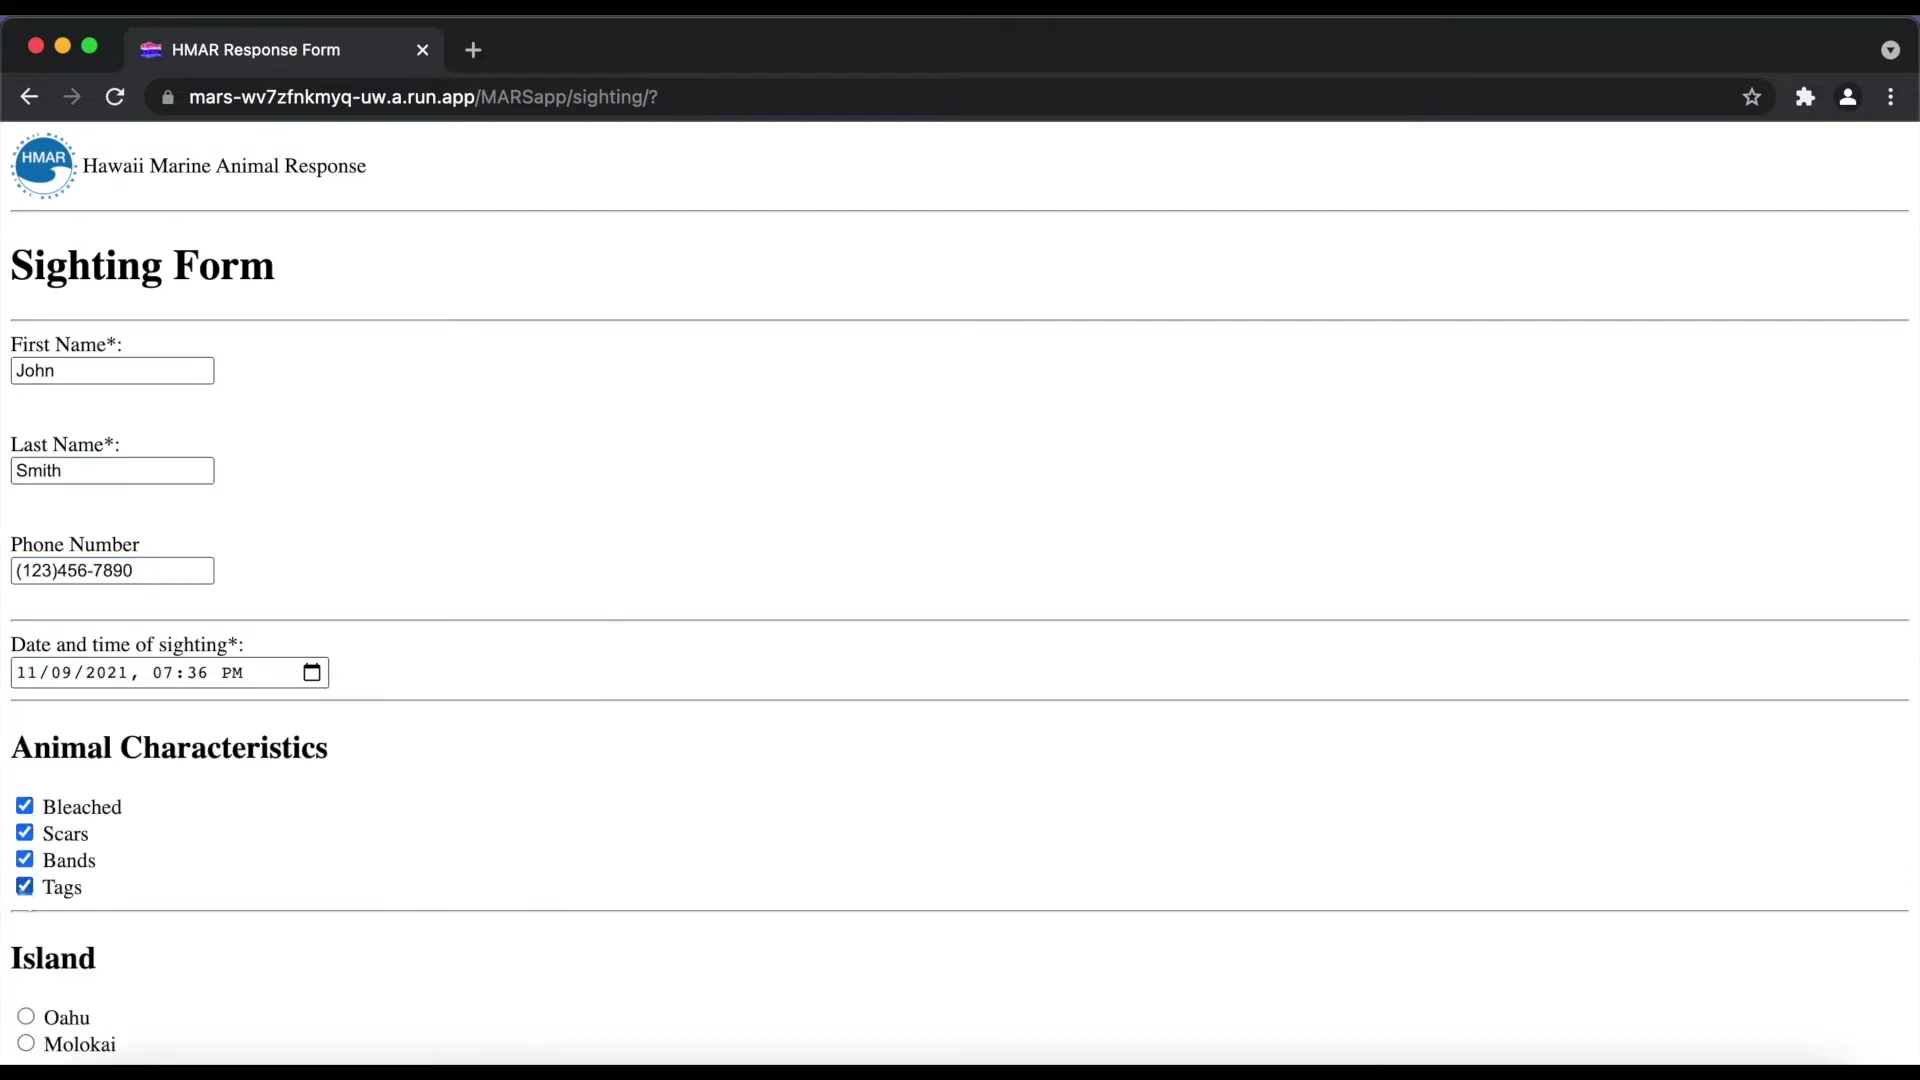 HMAR Response Form
mars-wv7zfnkmyq-uw.a.run.app/MARSapp/sighting/?
HMAR
Hawaii Marine Animal Response
Sighting Form
First Name*:
John
Last Name*:
Smith
Phone Number
(123)456-7890
Date and time of sighting*:
11/09/2021, 07:36 PM
Animal Characteristics
Bleached
Scars
Bands
Tags
Island
Oahu
Molokai